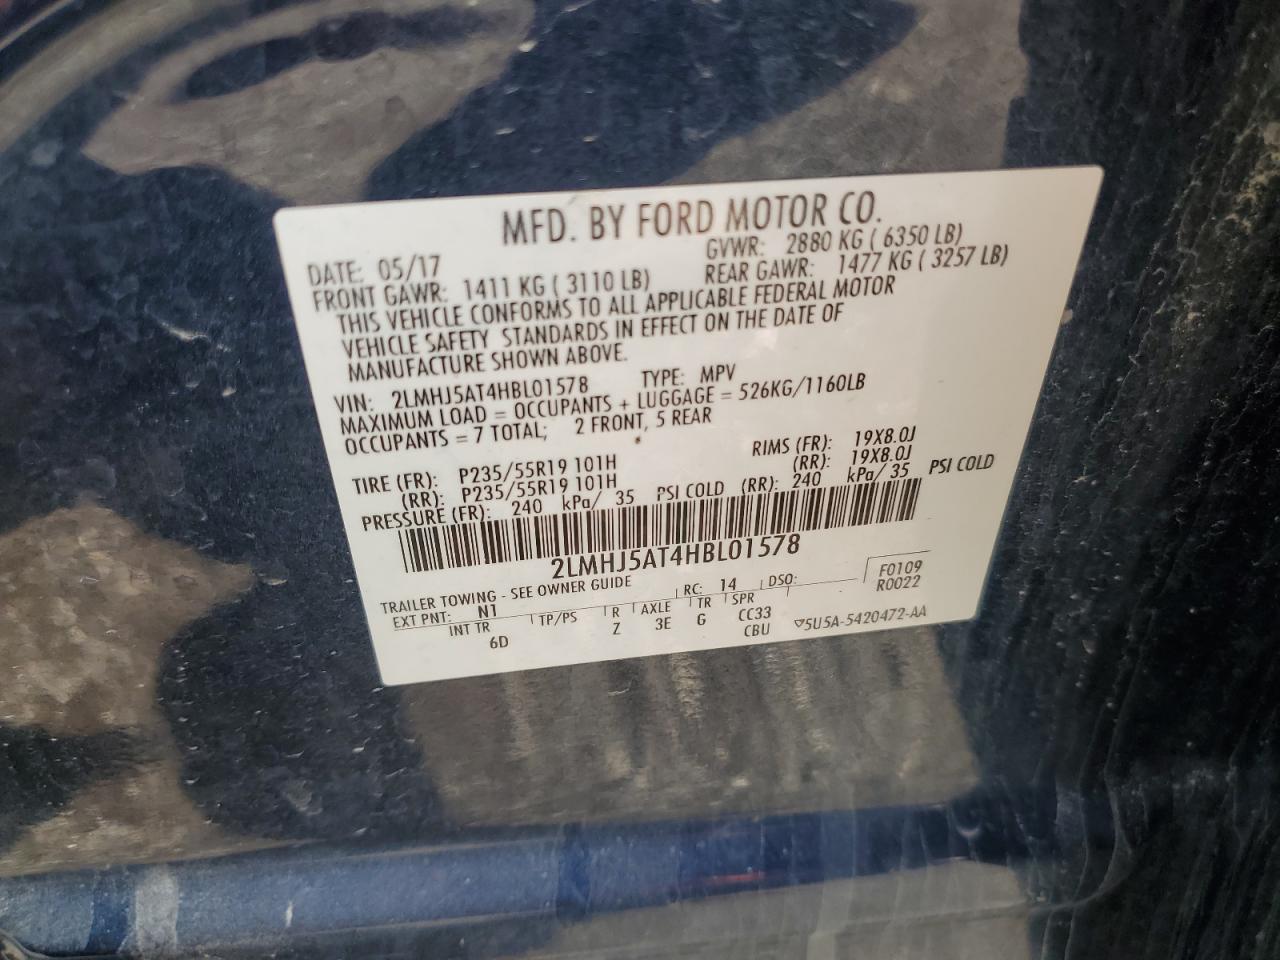 MFD. BY FORD MOTOR CO.
DATE: 05/17 GVWR: 2880 KG ( 6350 LB)
FRONT GAWR: 1411 KG ( 3110 LB) REAR GAWR: 1477 KG ( 3257 LB)
THIS VEHICLE CONFORMS TO ALL APPLICABLE FEDERAL MOTOR
VEHICLE SAFETY STANDARDS IN EFFECT ON THE DATE OF
MANUFACTURE SHOWN ABOVE.
VIN: 2LMHJ5AT4HBL01578 TYPE: MPV
MAXIMUM LOAD = OCCUPANTS + LUGGAGE = 526KG/1160LB
OCCUPANTS = 7 TOTAL; 2 FRONT, 5 REAR
TIRE (FR): P235/55R19 101H RIMS (FR): 19X8.0J
(RR): P235/55R19 101H (RR): 19X8.0J
PRESSURE (FR): 240 kPa/ 35 PSI COLD (RR): 240 kPa/ 35 PSI COLD
2LMHJ5AT4HBL01578
TRAILER TOWING - SEE OWNER GUIDE
EXT PNT: N1 RC: 14 DSO: F0109
R0022
INT TR TP/PS R AXLE TR SPR
6D Z 3E G CC33 ▽5U5A-5420472-AA
CBU